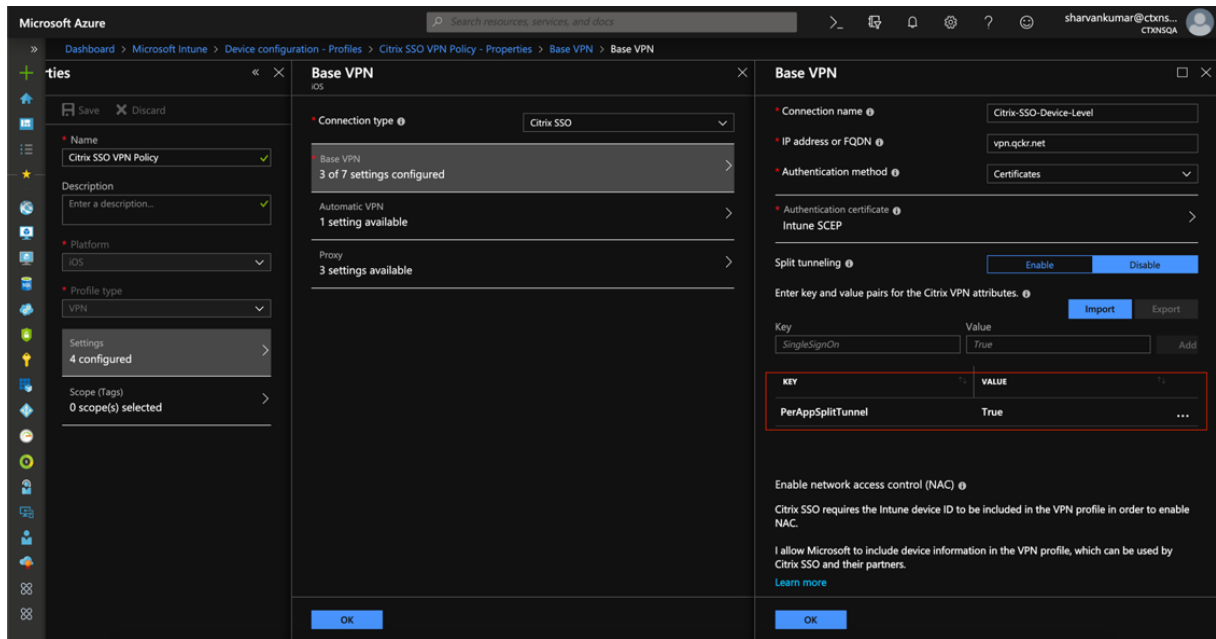 Microsoft Azure
Search resources, services, and docs
sharvankumar@ctxns...
CTXNSQA
Dashboard > Microsoft Intune > Device configuration - Profiles > Citrix SSO VPN Policy - Properties > Base VPN > Base VPN
rties
Save
Discard
* Name
Citrix SSO VPN Policy
Description
Enter a description...
* Platform
iOS
* Profile type
VPN
Settings
4 configured
Scope (Tags)
0 scope(s) selected
Base VPN
iOS
* Connection type
Citrix SSO
* Base VPN
3 of 7 settings configured
Automatic VPN
1 setting available
Proxy
3 settings available
OK
Base VPN
* Connection name
Citrix-SSO-Device-Level
* IP address or FQDN
vpn.qckr.net
* Authentication method
Certificates
* Authentication certificate
Intune SCEP
Split tunneling
Enable
Disable
Enter key and value pairs for the Citrix VPN attributes.
Import
Export
Key
Value
SingleSignOn
True
Add
KEY
VALUE
PerAppSplitTunnel
True
...
Enable network access control (NAC)
Citrix SSO requires the Intune device ID to be included in the VPN profile in order to enable
NAC.
I allow Microsoft to include device information in the VPN profile, which can be used by
Citrix SSO and their partners.
Learn more
OK